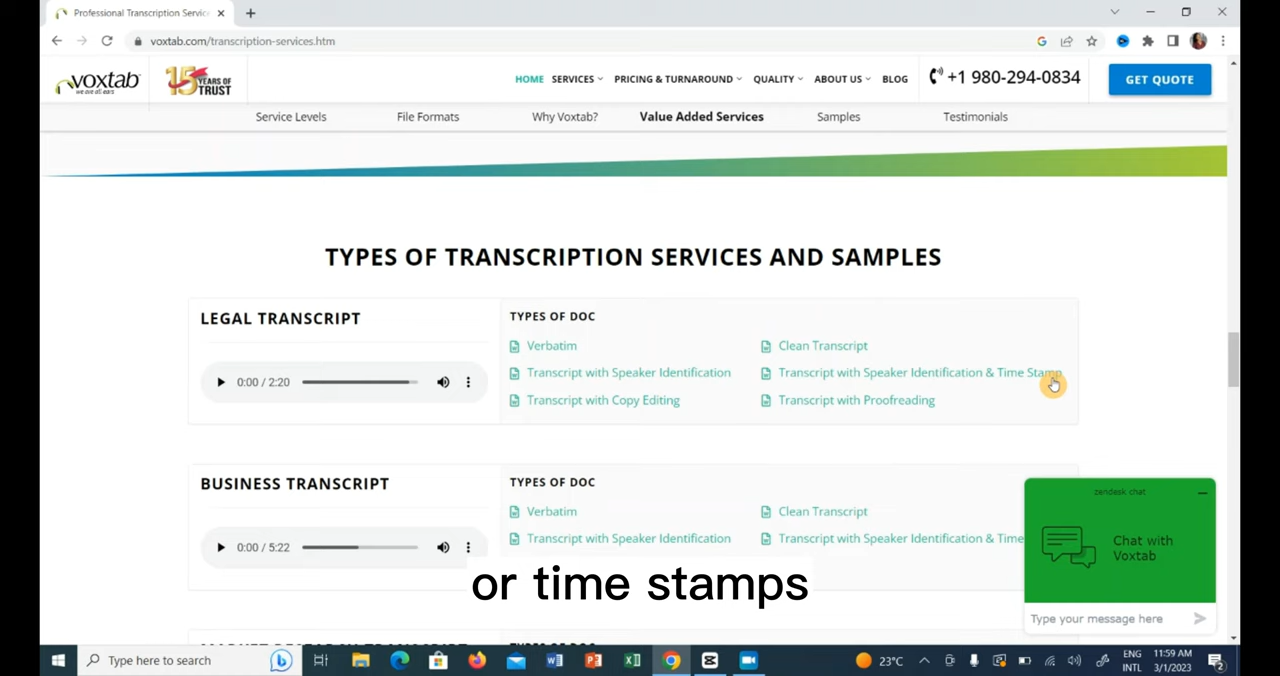 Professional Transcription Servic
voxtab.com/transcription-services.htm
voxtab
we are all ears
15 YEARS OF TRUST
HOME SERVICES PRICING & TURNAROUND QUALITY ABOUT US BLOG
+1 980-294-0834
GET QUOTE
Service Levels File Formats Why Voxtab? Value Added Services Samples Testimonials
TYPES OF TRANSCRIPTION SERVICES AND SAMPLES
LEGAL TRANSCRIPT
0:00 / 2:20
TYPES OF DOC
Verbatim Clean Transcript
Transcript with Speaker Identification Transcript with Speaker Identification & Time Stamp
Transcript with Copy Editing Transcript with Proofreading
BUSINESS TRANSCRIPT
0:00 / 5:22
TYPES OF DOC
Verbatim Clean Transcript
Transcript with Speaker Identification Transcript with Speaker Identification & Time
zendesk chat
Chat with
Voxtab
Type your message here
or time stamps
Type here to search
23°C
ENG
INTL
11:59 AM
3/1/2023
2